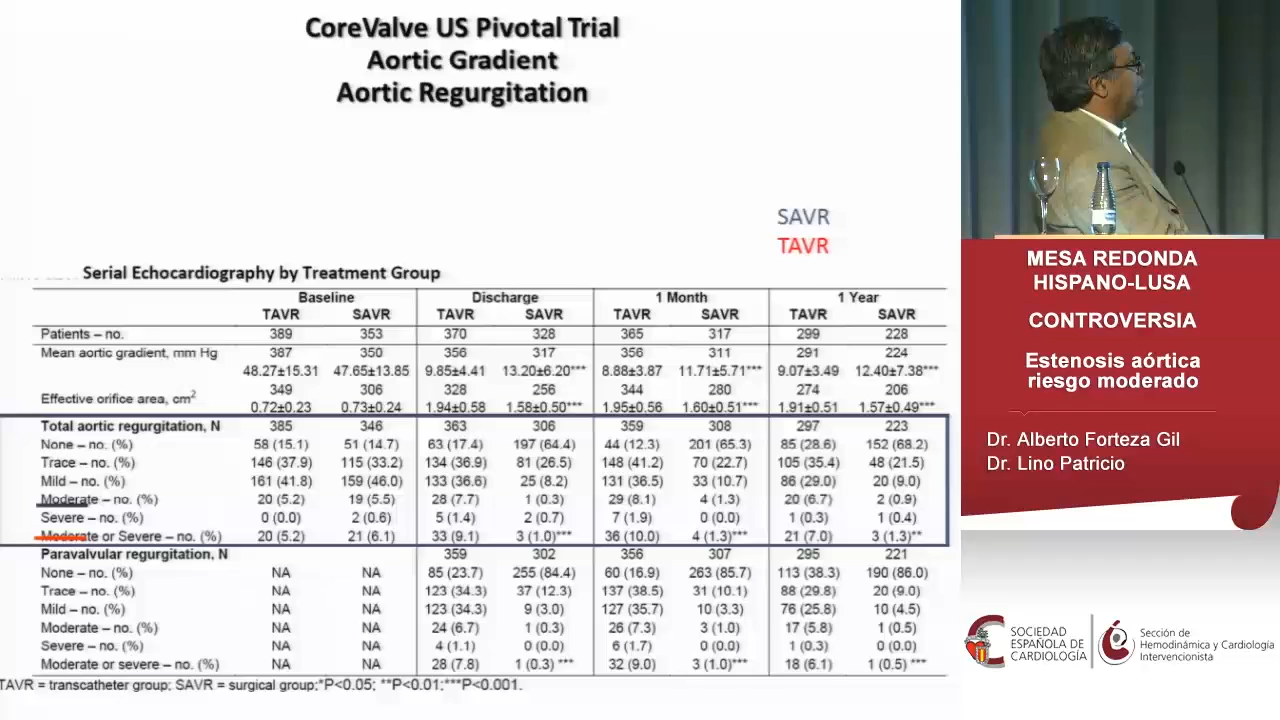 CoreValve US Pivotal Trial
Aortic Gradient
Aortic Regurgitation
SAVR
TAVR
Serial Echocardiography by Treatment Group
Baseline Discharge 1 Month 1 Year
TAVR SAVR TAVR SAVR TAVR SAVR TAVR SAVR
Patients – no. 389 353 370 328 365 317 299 228
Mean aortic gradient, mm Hg 387 350 356 317 356 311 291 224
48.27±15.31 47.65±13.85 9.85±4.41 13.20±6.20*** 8.88±3.87 11.71±5.71*** 9.07±3.49 12.40±7.38***
Effective orifice area, cm2 349 306 328 256 344 280 274 206
0.72±0.23 0.73±0.24 1.94±0.58 1.58±0.50*** 1.95±0.56 1.60±0.51*** 1.91±0.51 1.57±0.49***
Total aortic regurgitation, N 385 346 363 306 359 308 297 223
None – no. (%) 58 (15.1) 51 (14.7) 63 (17.4) 197 (64.4) 44 (12.3) 201 (65.3) 85 (28.6) 152 (68.2)
Trace – no. (%) 146 (37.9) 115 (33.2) 134 (36.9) 81 (26.5) 148 (41.2) 70 (22.7) 105 (35.4) 48 (21.5)
Mild – no. (%) 161 (41.8) 159 (46.0) 133 (36.6) 25 (8.2) 131 (36.5) 33 (10.7) 86 (29.0) 20 (9.0)
Moderate – no. (%) 20 (5.2) 19 (5.5) 28 (7.7) 1 (0.3) 29 (8.1) 4 (1.3) 20 (6.7) 2 (0.9)
Severe – no. (%) 0 (0.0) 2 (0.6) 5 (1.4) 2 (0.7) 7 (1.9) 0 (0.0) 1 (0.3) 1 (0.4)
Moderate or Severe – no. (%) 20 (5.2) 21 (6.1) 33 (9.1) 3 (1.0)*** 36 (10.0) 4 (1.3)*** 21 (7.0) 3 (1.3)**
Paravalvular regurgitation, N 359 302 356 307 295 221
None – no. (%) NA NA 85 (23.7) 255 (84.4) 60 (16.9) 263 (85.7) 113 (38.3) 190 (86.0)
Trace – no. (%) NA NA 123 (34.3) 37 (12.3) 137 (38.5) 31 (10.1) 88 (29.8) 20 (9.0)
Mild – no. (%) NA NA 123 (34.3) 9 (3.0) 127 (35.7) 10 (3.3) 76 (25.8) 10 (4.5)
Moderate – no. (%) NA NA 24 (6.7) 1 (0.3) 26 (7.3) 3 (1.0) 17 (5.8) 1 (0.5)
Severe – no. (%) NA NA 4 (1.1) 0 (0.0) 6 (1.7) 0 (0.0) 1 (0.3) 0 (0.0)
Moderate or severe – no. (%) NA NA 28 (7.8) 1 (0.3) *** 32 (9.0) 3 (1.0)*** 18 (6.1) 1 (0.5) ***
TAVR = transcatheter group; SAVR = surgical group;*P<0.05; **P<0.01;***P<0.001.
MESA REDONDA
HISPANO-LUSA
CONTROVERSIA
Estenosis aórtica
riesgo moderado
Dr. Alberto Forteza Gil
Dr. Lino Patricio
SOCIEDAD
ESPAÑOLA DE
CARDIOLOGÍA
Sección de
Hemodinámica y Cardiología
Intervencionista